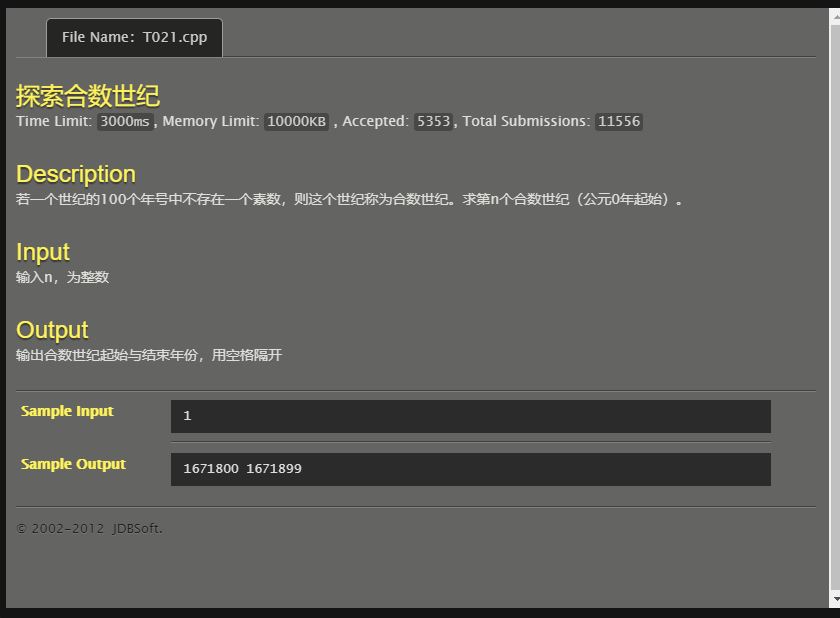 File Name: T021.cpp
探索合数世纪
Time Limit: 3000ms, Memory Limit: 10000KB , Accepted: 5353, Total Submissions: 11556
Description
若一个世纪的100个年号中不存在一个素数，则这个世纪称为合数世纪。求第n个合数世纪（公元0年起始）。
Input
输入n，为整数
Output
输出合数世纪起始与结束年份，用空格隔开
Sample Input
1
Sample Output
1671800 1671899
© 2002-2012 JDBSoft.